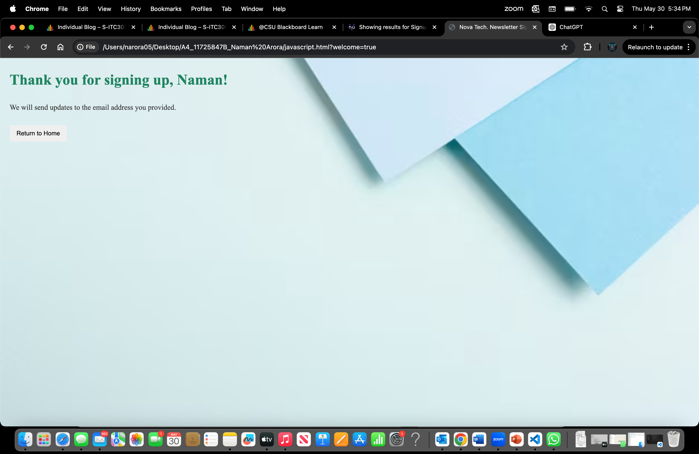 Chrome File Edit View History Bookmarks Profiles Tab Window Help zoom Thu May 30 5:34 PM
Individual Blog – S-ITC30 Individual Blog – S-ITC30 @CSU Blackboard Learn Showing results for Signu Nova Tech. Newsletter Sig ChatGPT
File /Users/narora05/Desktop/A4_11725847B_Naman%20Arora/javascript.html?welcome=true Relaunch to update
Thank you for signing up, Naman!
We will send updates to the email address you provided.
Return to Home